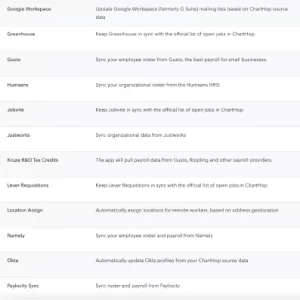 Google Workspace
Update Google Workspace (formerly G Suite) mailing lists based on ChartHop source
data
Greenhouse
Keep Greenhouse in sync with the official list of open jobs in ChartHop.
Gusto
Sync your employee roster from Gusto, the best payroll for small businesses.
Humaans
Sync your organizational roster from the Humaans HRIS
Jobvite
Keep Jobvite in sync with the official list of open jobs in ChartHop.
Justworks
Sync organizational data from Justworks
Kruze R&D Tax Credits
The app will pull payroll data from Gusto, Rippling and other payroll providers.
Lever Requisitions
Keep Lever Requisitions in sync with the official list of open jobs in ChartHop
Location Assign
Automatically assign locations for remote workers, based on address geolocation
Namely
Sync your employee roster and payroll from Namely
Okta
Automatically update Okta profiles from your ChartHop source data
Paylocity Sync
Sync roster and payroll from Paylocity